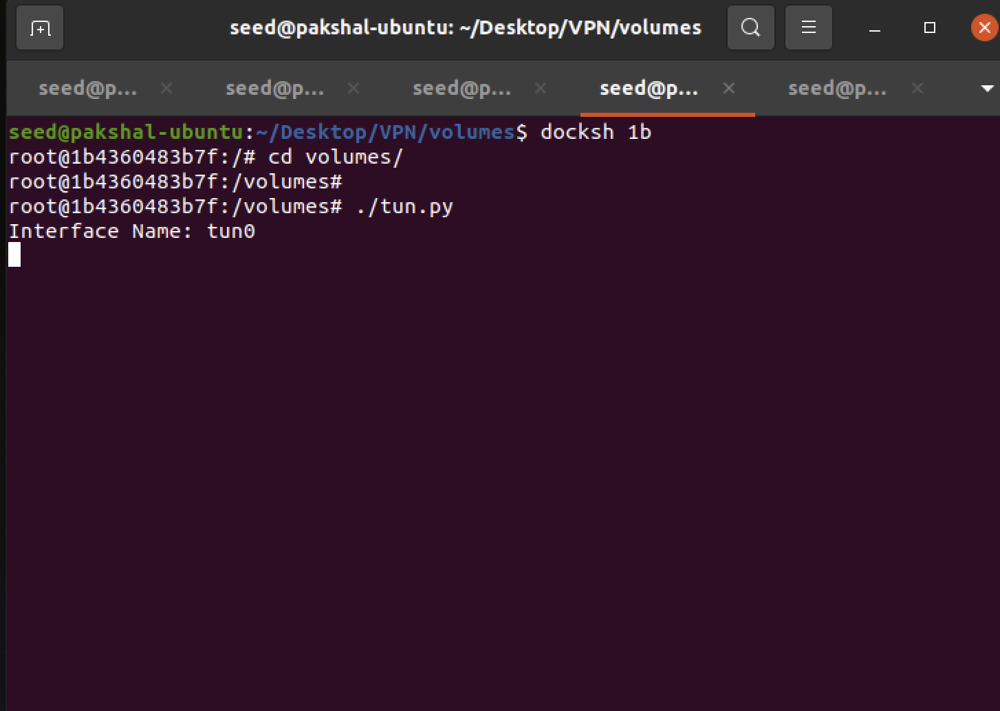 seed@pakshal-ubuntu: ~/Desktop/VPN/volumes
seed@p... seed@p... seed@p... seed@p... seed@p...
seed@pakshal-ubuntu:~/Desktop/VPN/volumes$ docksh 1b
root@1b4360483b7f:/# cd volumes/
root@1b4360483b7f:/volumes#
root@1b4360483b7f:/volumes# ./tun.py
Interface Name: tun0